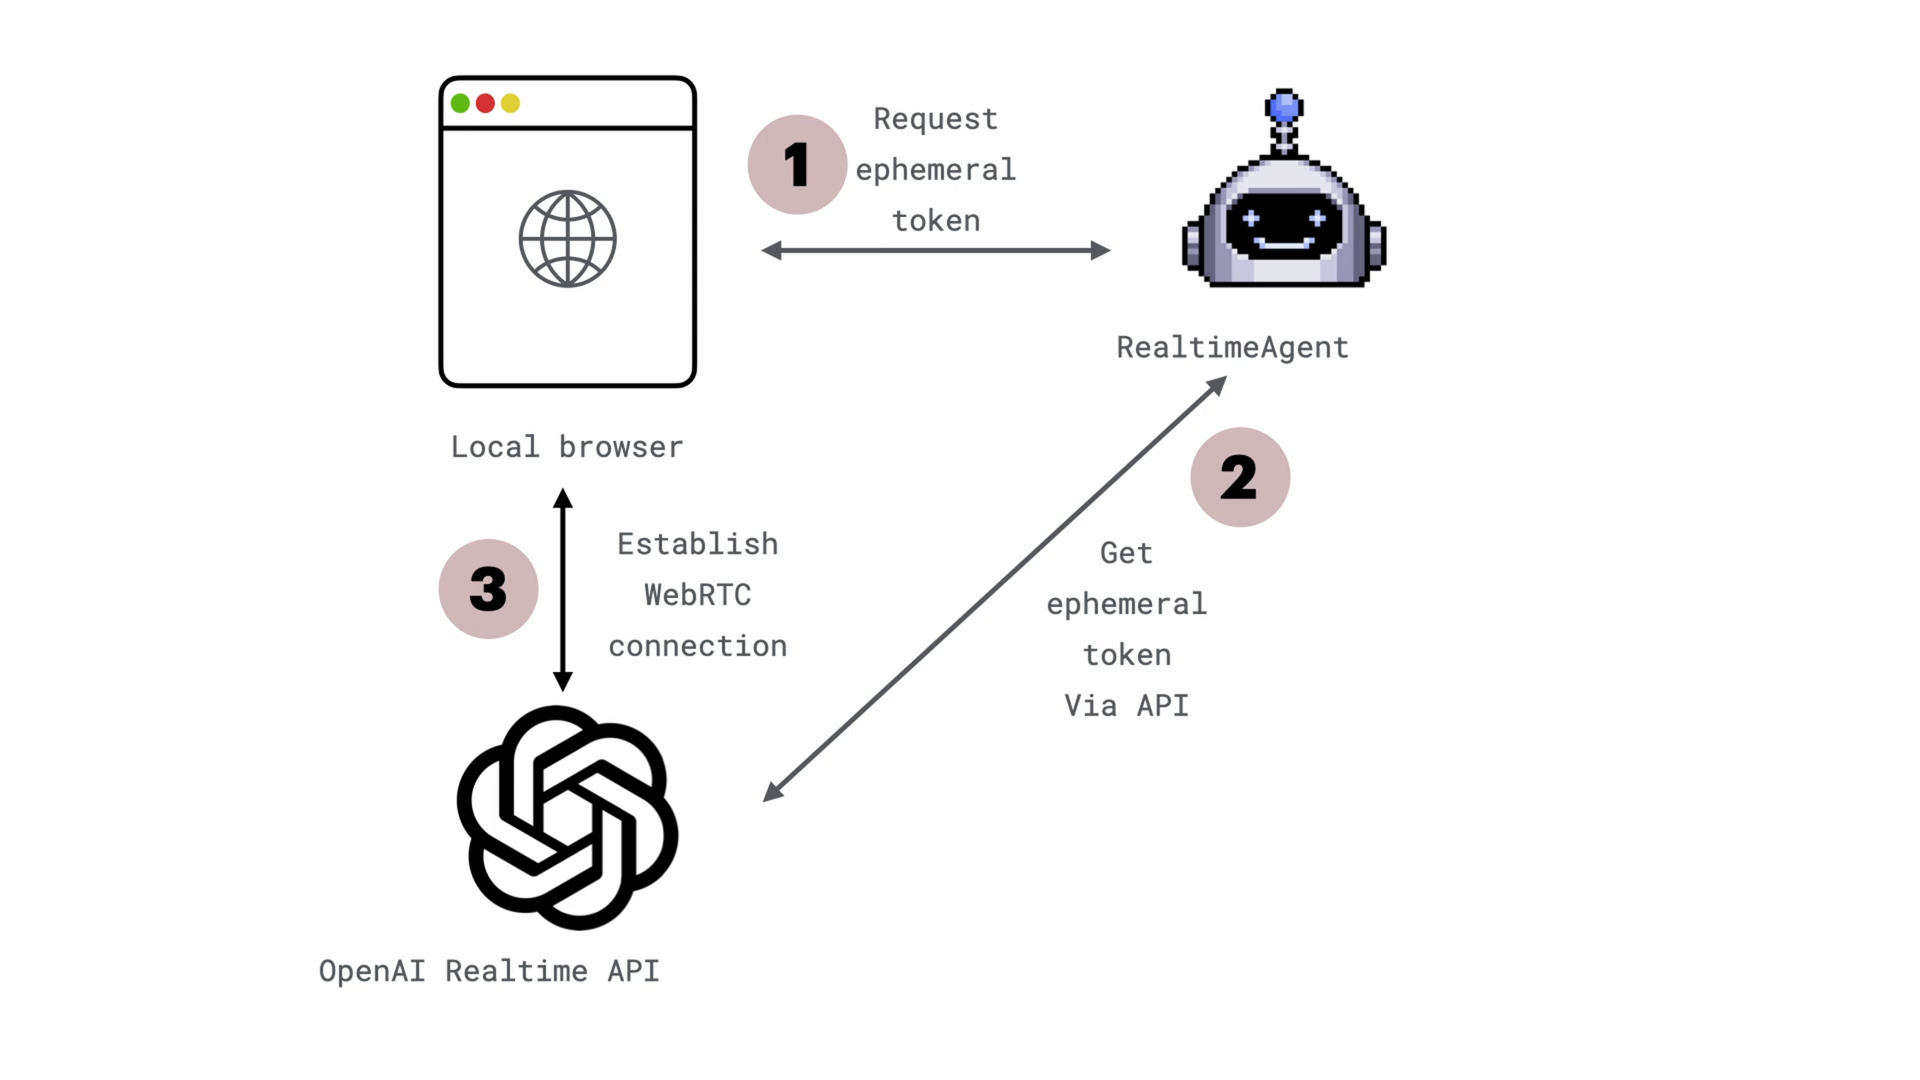 1
Request
ephemeral
token
RealtimeAgent
Local browser
2
Get
ephemeral
token
Via API
3
Establish
WebRTC
connection
OpenAI Realtime API